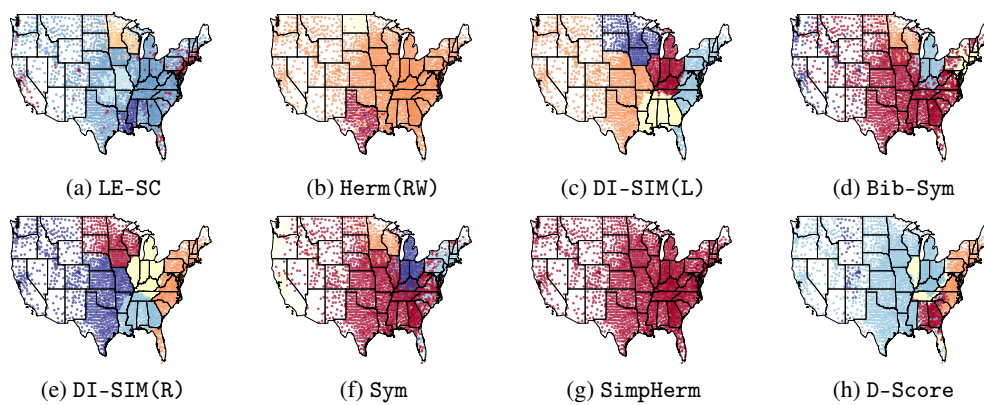 (a) LE-SC
(b) Herm(RW)
(c) DI-SIM(L)
(d) Bib-Sym
(e) DI-SIM(R)
(f) Sym
(g) SimpHerm
(h) D-Score